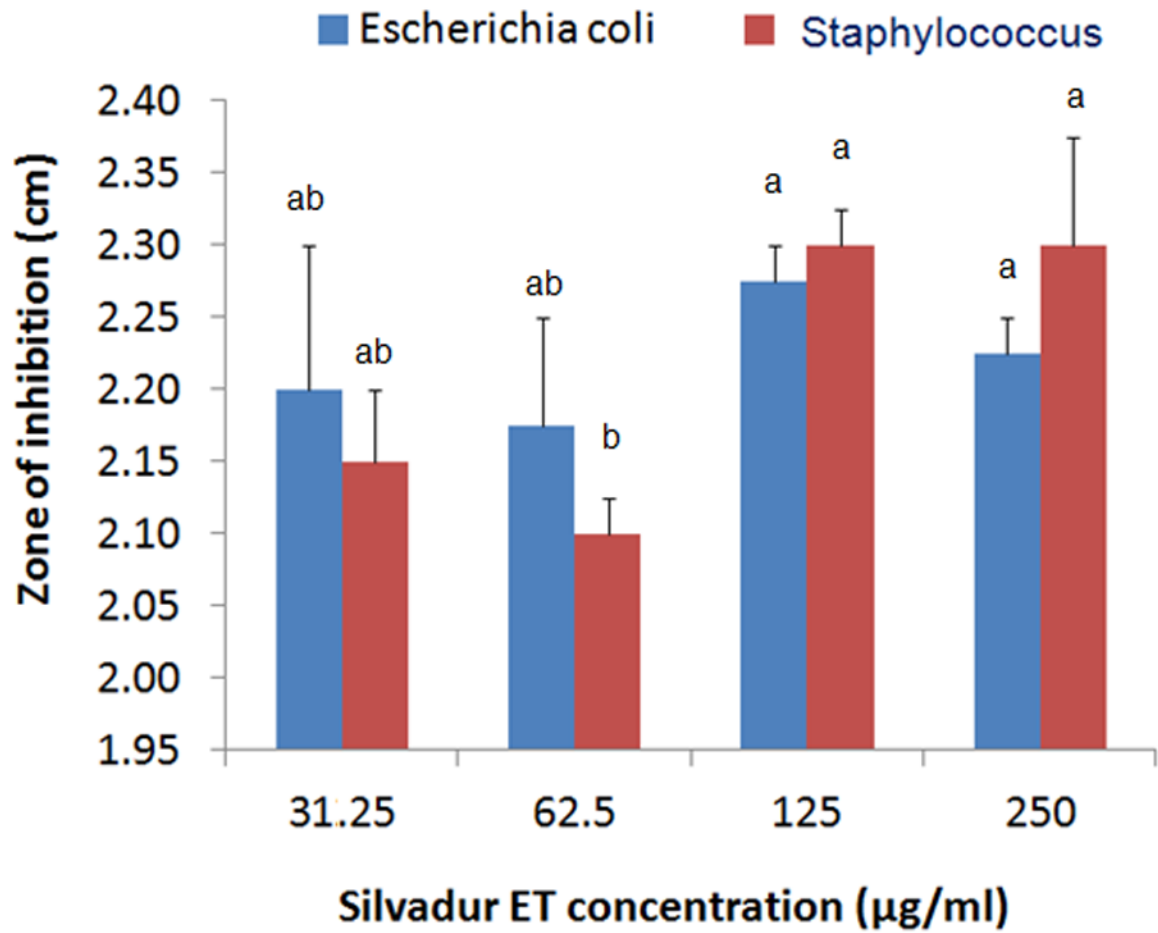 Escherichia coli Staphylococcus
Zone of inhibition (cm)
2.40
2.35
2.30
2.25
2.20
2.15
2.10
2.05
2.00
1.95
ab
ab
ab
b
a
a
a
a
31.25 62.5 125 250
Silvadur ET concentration (µg/ml)